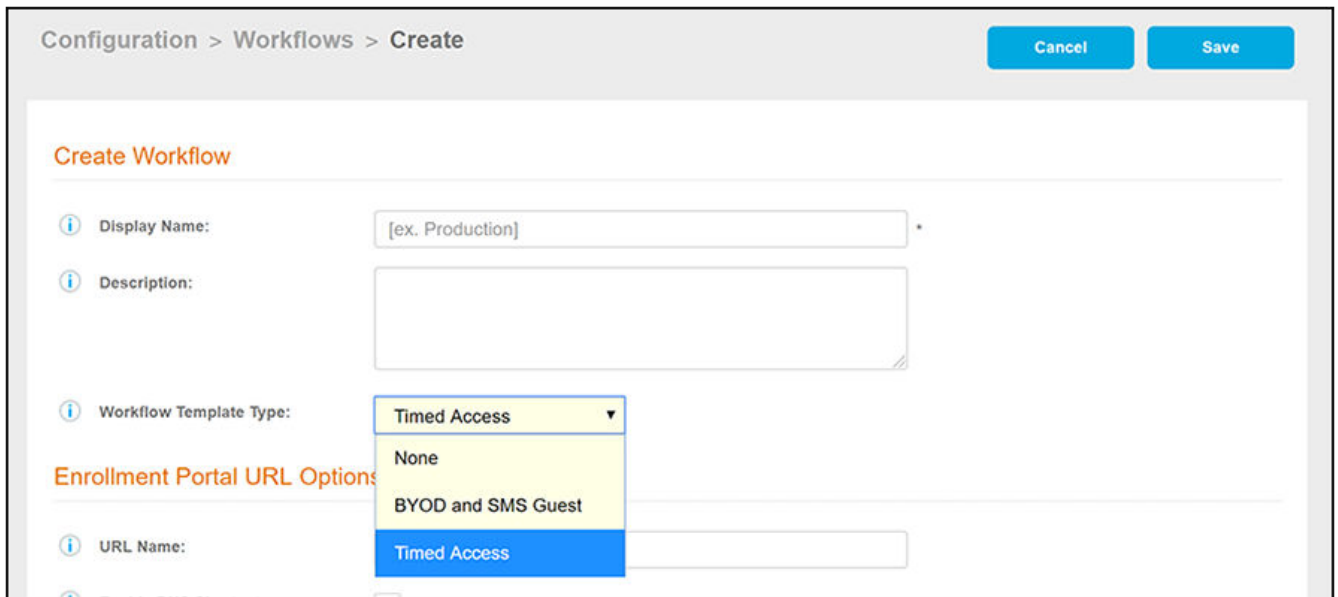 Configuration > Workflows > Create
Cancel
Save
Create Workflow
Display Name:
[ex. Production]
*
Description:
Workflow Template Type:
Timed Access
None
Enrollment Portal URL Options
BYOD and SMS Guest
URL Name:
Timed Access